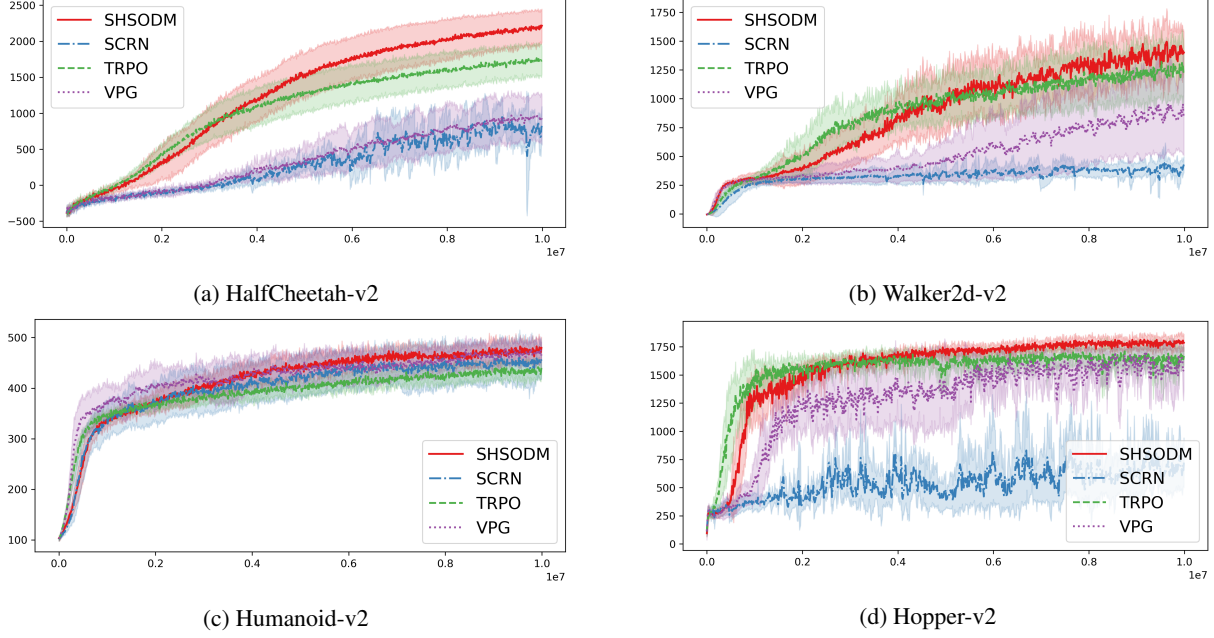 2500
2000
1500
1000
500
0
−500
SHSODM
SCRN
TRPO
VPG
0.0 0.2 0.4 0.6 0.8 1.0
1e7
(a) HalfCheetah-v2
1750
1500
1250
1000
750
500
250
0
SHSODM
SCRN
TRPO
VPG
0.0 0.2 0.4 0.6 0.8 1.0
1e7
(b) Walker2d-v2
500
400
300
200
100
SHSODM
SCRN
TRPO
VPG
0.0 0.2 0.4 0.6 0.8 1.0
1e7
(c) Humanoid-v2
1750
1500
1250
1000
750
500
250
0
SHSODM
SCRN
TRPO
VPG
0.0 0.2 0.4 0.6 0.8 1.0
1e7
(d) Hopper-v2